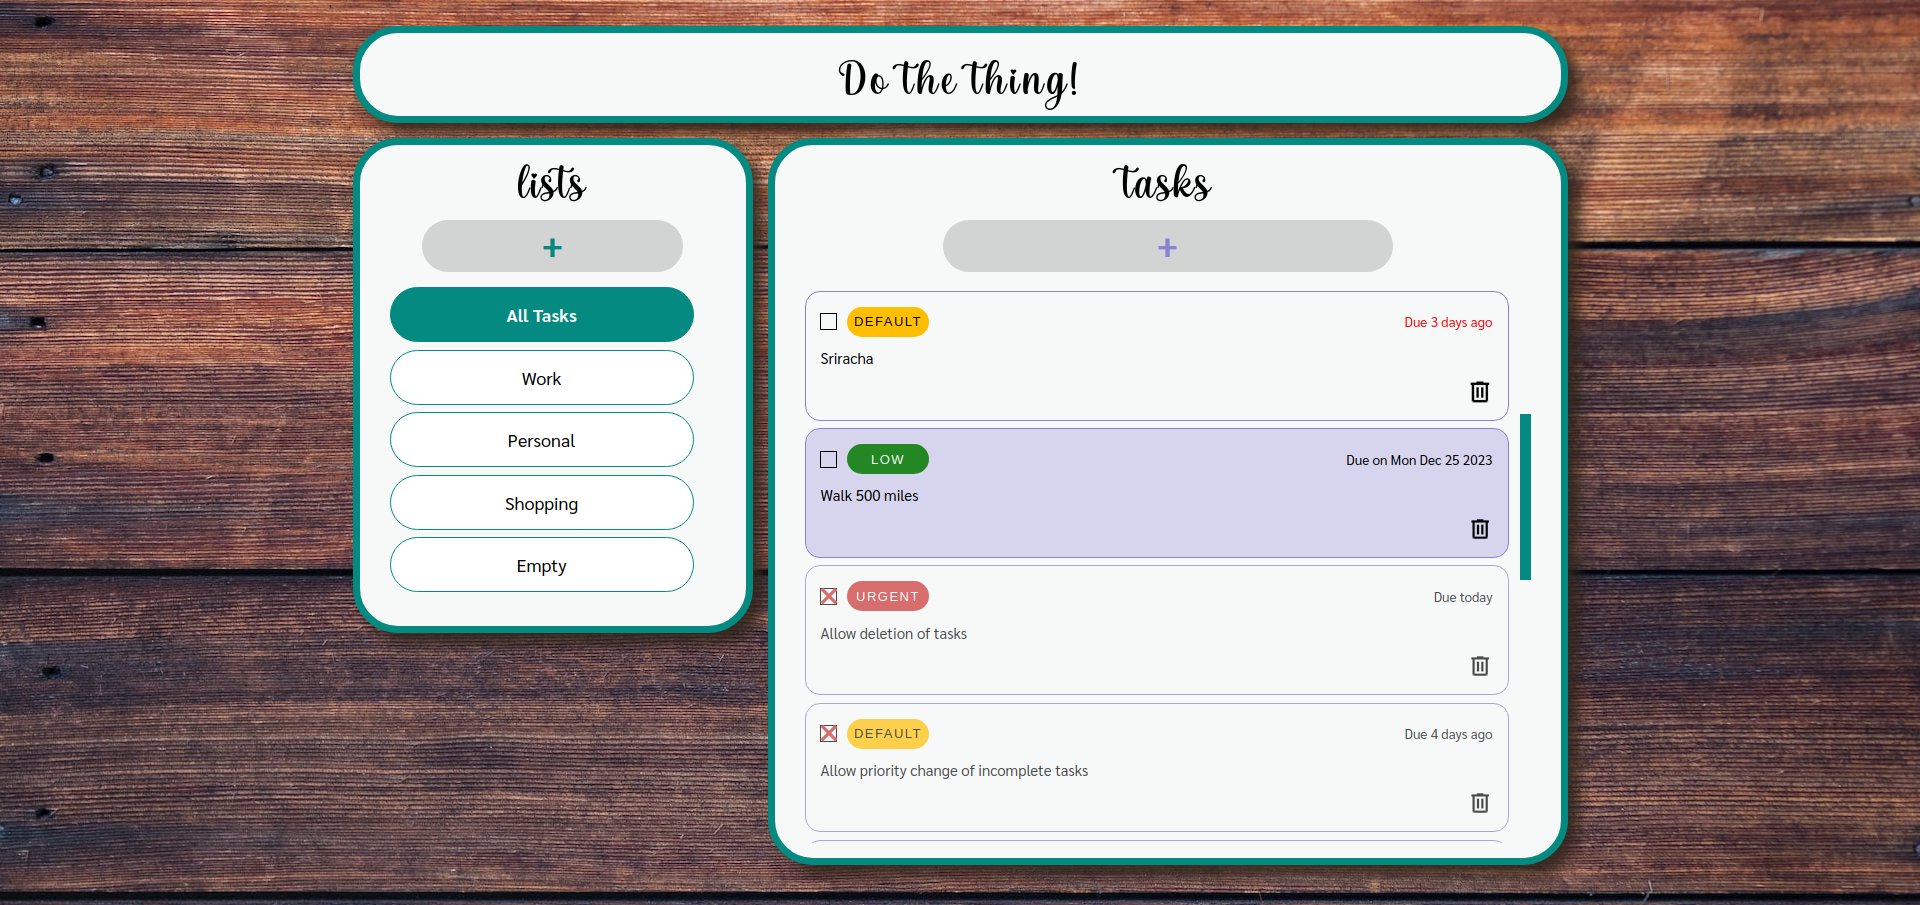 Do the thing!
lists
+
All Tasks
Work
Personal
Shopping
Empty
tasks
+
DEFAULT
Due 3 days ago
Sriracha
LOW
Due on Mon Dec 25 2023
Walk 500 miles
URGENT
Due today
Allow deletion of tasks
DEFAULT
Due 4 days ago
Allow priority change of incomplete tasks